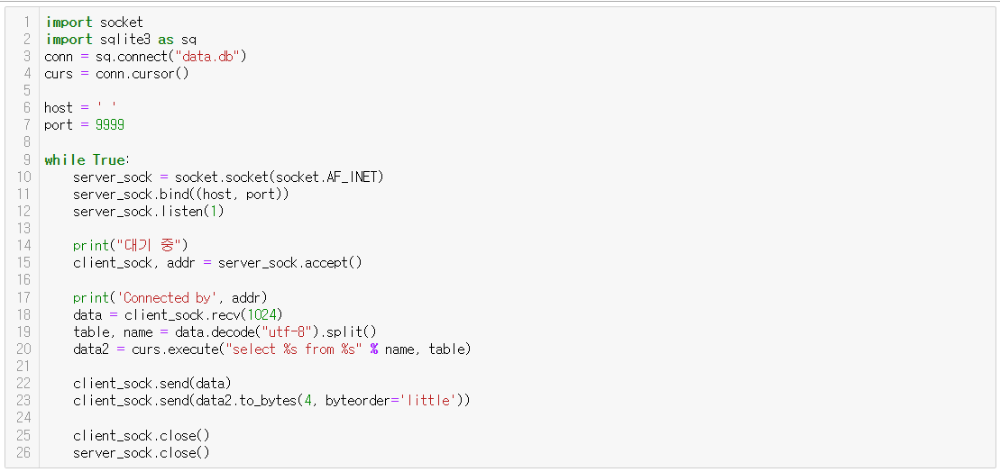 1 import socket
2 import sqlite3 as sq
3 conn = sq.connect("data.db")
4 curs = conn.cursor()
5
6 host = ' '
7 port = 9999
8
9 while True:
10     server_sock = socket.socket(socket.AF_INET)
11     server_sock.bind((host, port))
12     server_sock.listen(1)
13
14     print("대기 중")
15     client_sock, addr = server_sock.accept()
16
17     print('Connected by', addr)
18     data = client_sock.recv(1024)
19     table, name = data.decode("utf-8").split()
20     data2 = curs.execute("select %s from %s" % name, table)
21
22     client_sock.send(data)
23     client_sock.send(data2.to_bytes(4, byteorder='little'))
24
25     client_sock.close()
26     server_sock.close()